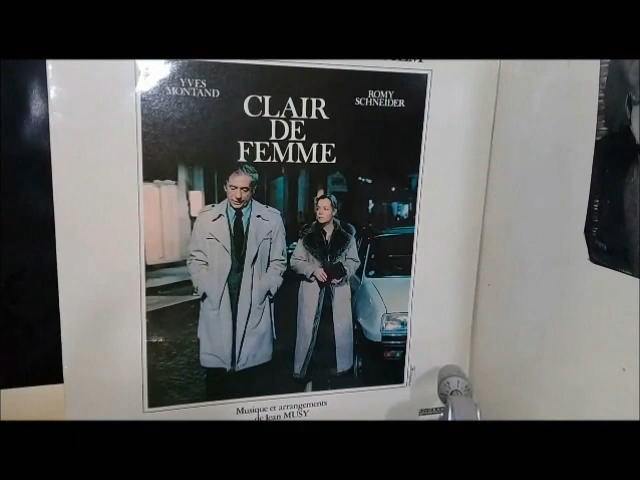 YVES
MONTAND
ROMY
SCHNEIDER
CLAIR
DE
FEMME
Musique et arrangements
de Jean MUSY